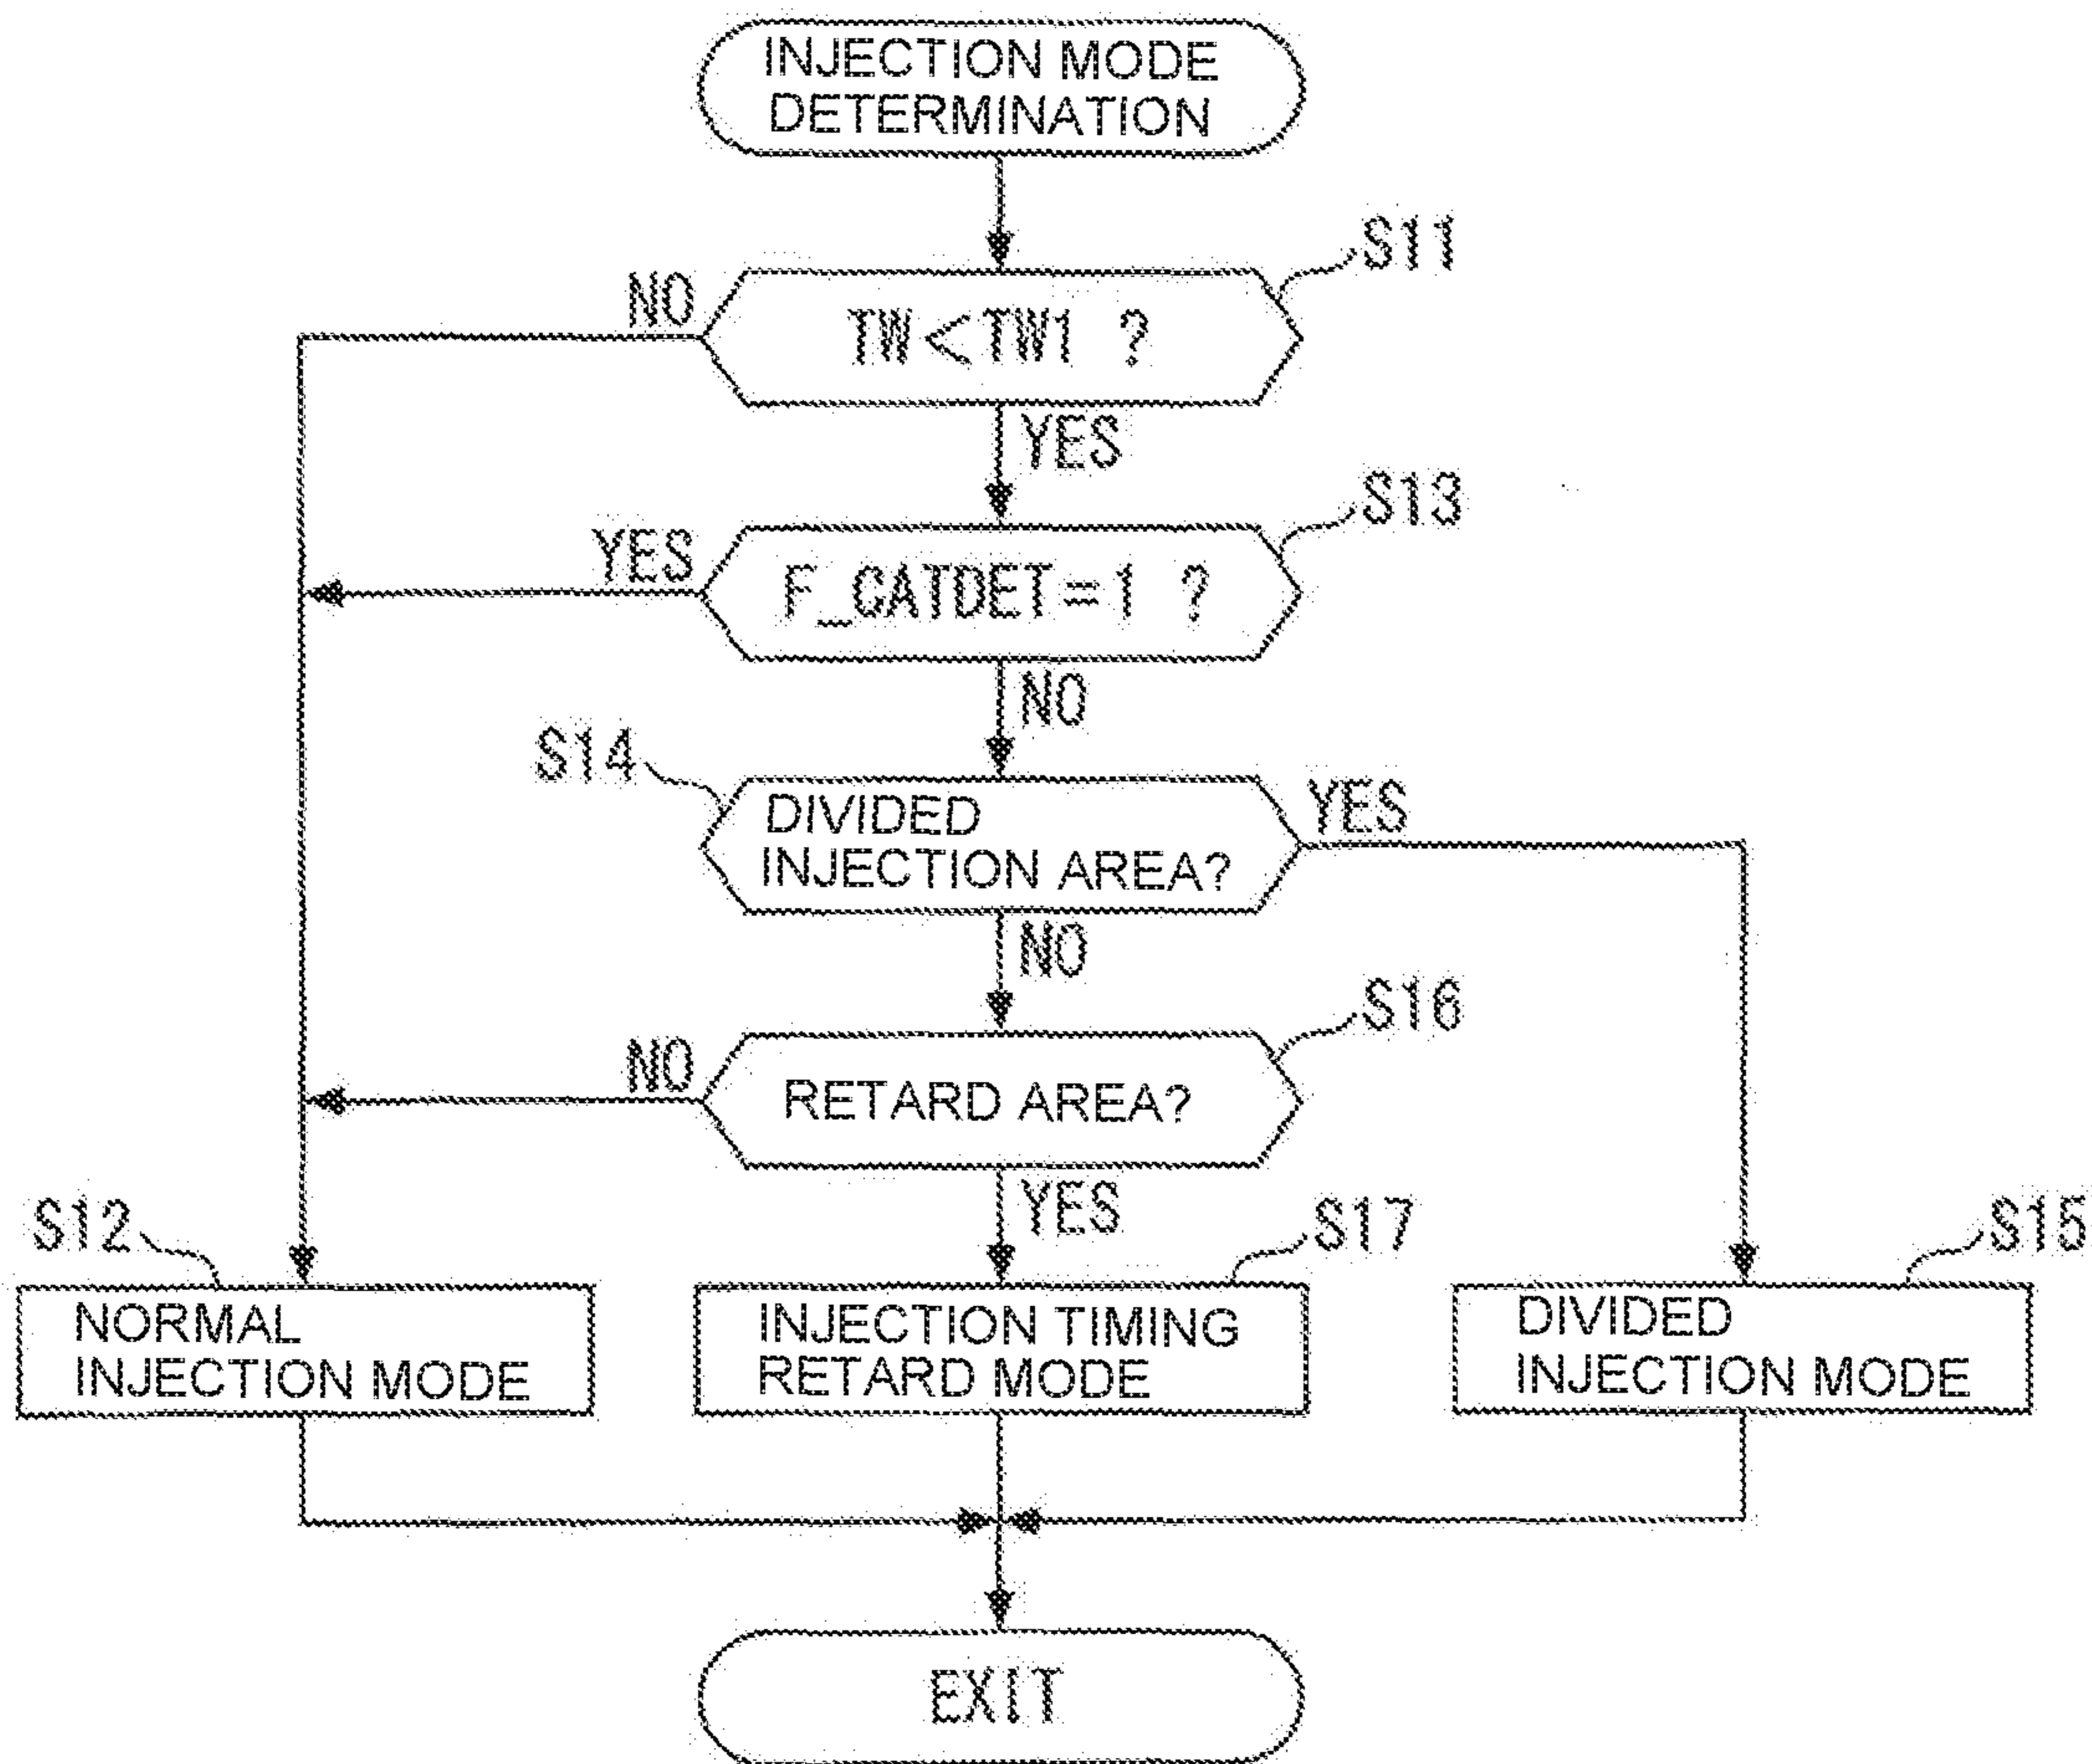 INJECTION MODE
DETERMINATION
S11
NO
TW<TW1 ?
YES
S13
YES
F_CATDET=1 ?
NO
S14
DIVIDED
INJECTION AREA?
YES
NO
S16
NO
RETARD AREA?
YES
S12
S17
S15
NORMAL
INJECTION MODE
INJECTION TIMING
RETARD MODE
DIVIDED
INJECTION MODE
EXIT